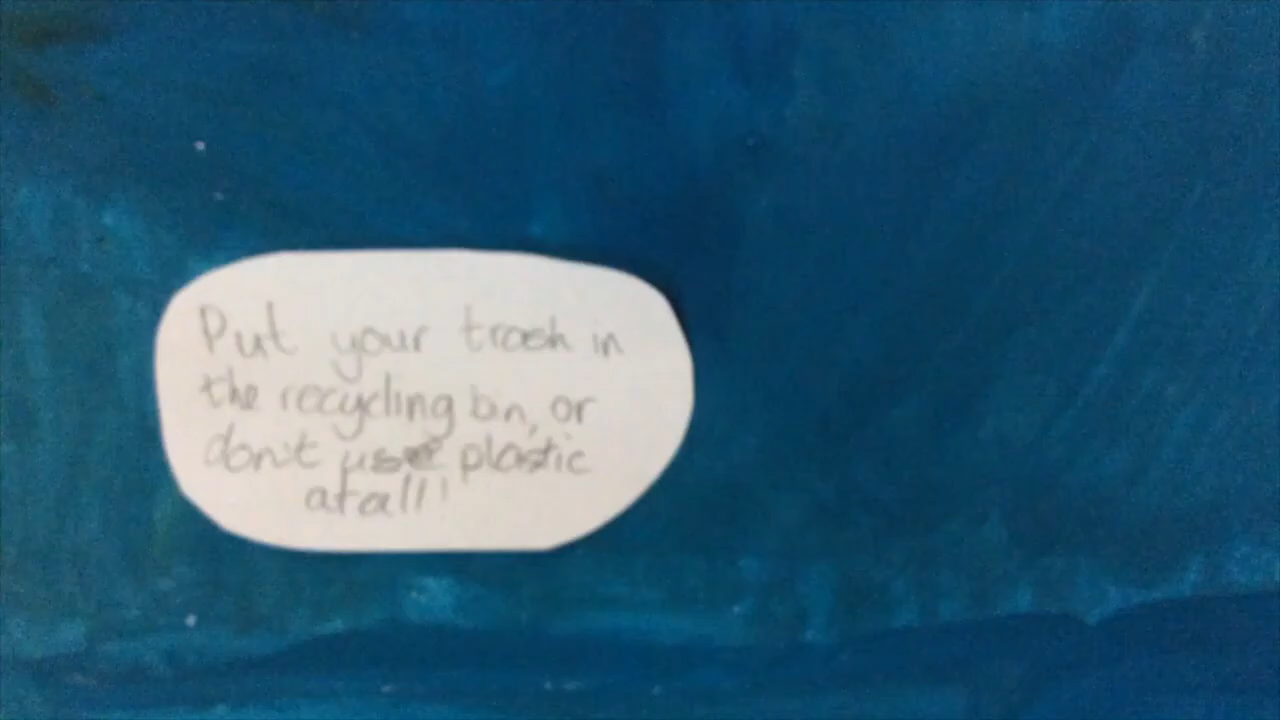 Put your trash in
the recycling bin, or
don't use plastic
at all!